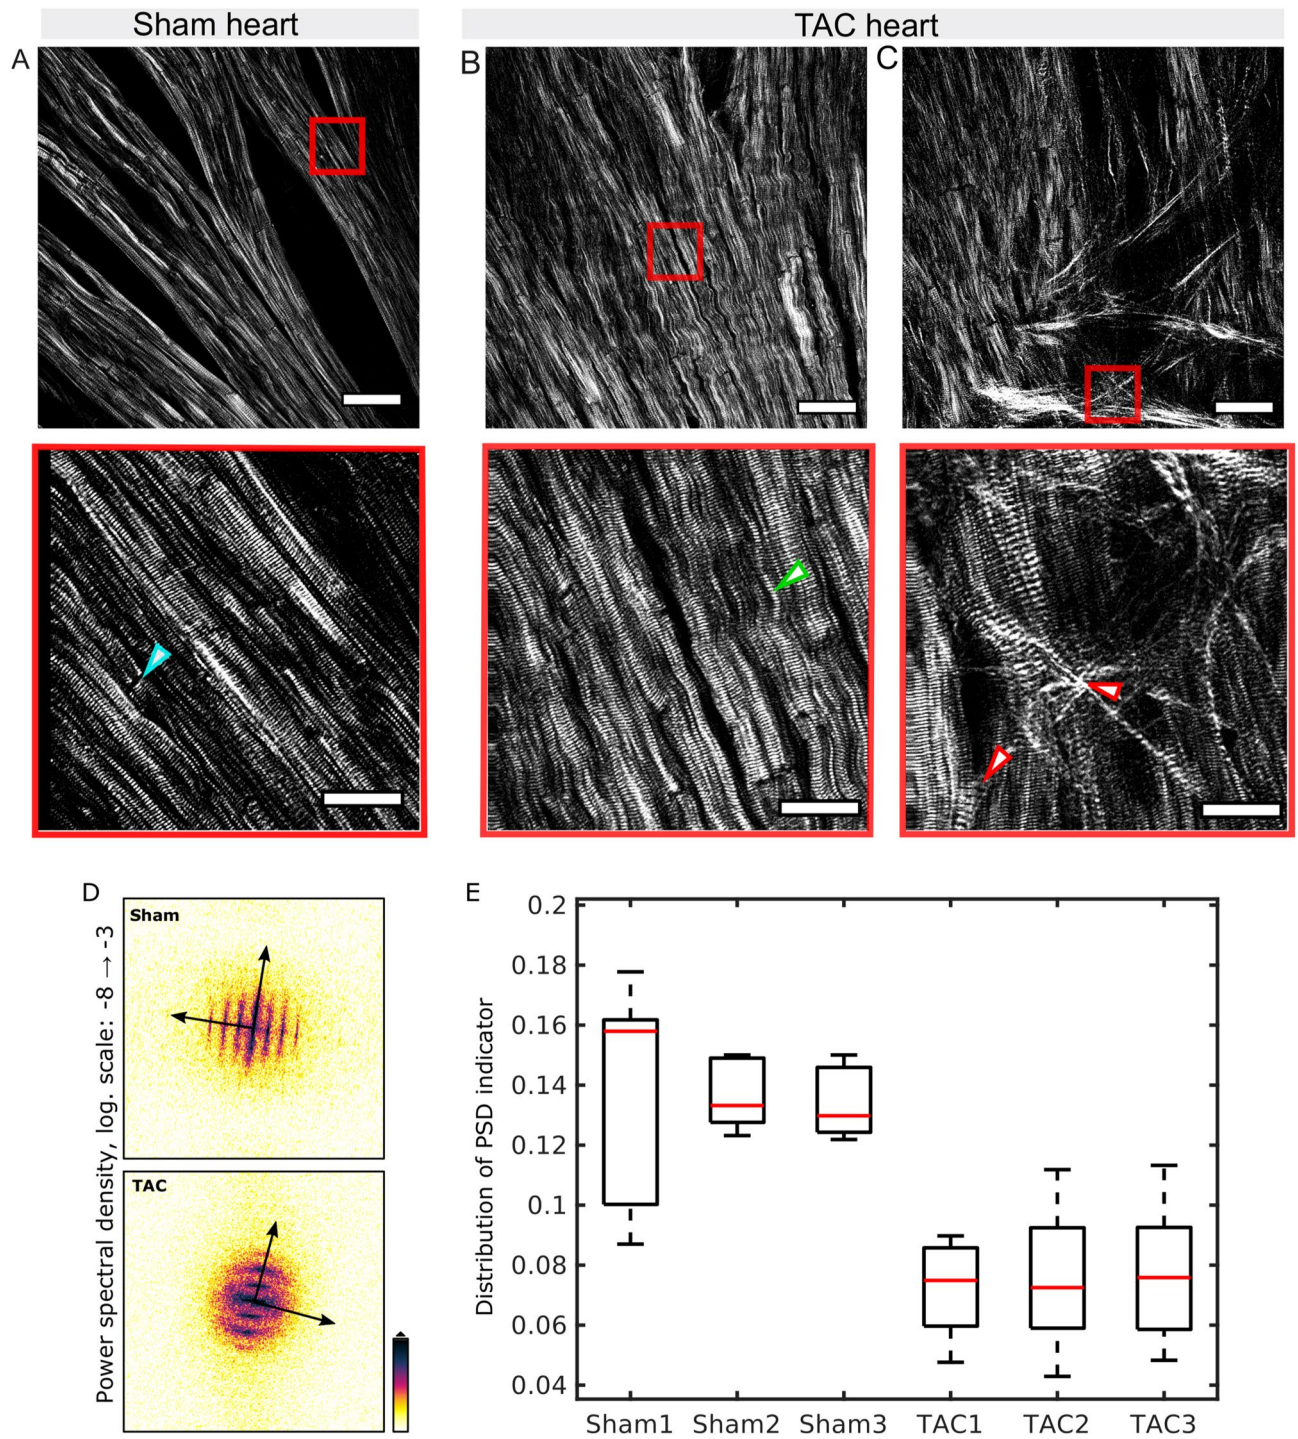 Sham heart
TAC heart
A
B
C
D
Power spectral density, log. scale: -8 → -3
Sham
TAC
E
Distribution of PSD indicator
0.2
0.18
0.16
0.14
0.12
0.1
0.08
0.06
0.04
Sham1 Sham2 Sham3 TAC1 TAC2 TAC3